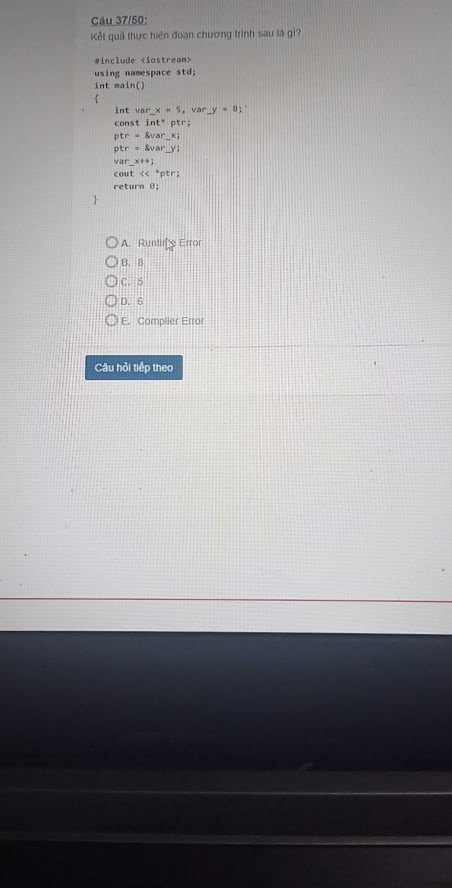 Câu 37/50:
Kết quả thực hiện đoạn chương trình sau là gì?
#include <iostream>
using namespace std;
int main()
{
int var_x = 5, var_y = 8;
const int* ptr;
ptr = &var_x;
ptr = &var_y;
var_x++;
cout << *ptr;
return 0;
}
A. Runtime Error
B. 8
C. 5
D. 6
E. Complier Error
Câu hỏi tiếp theo